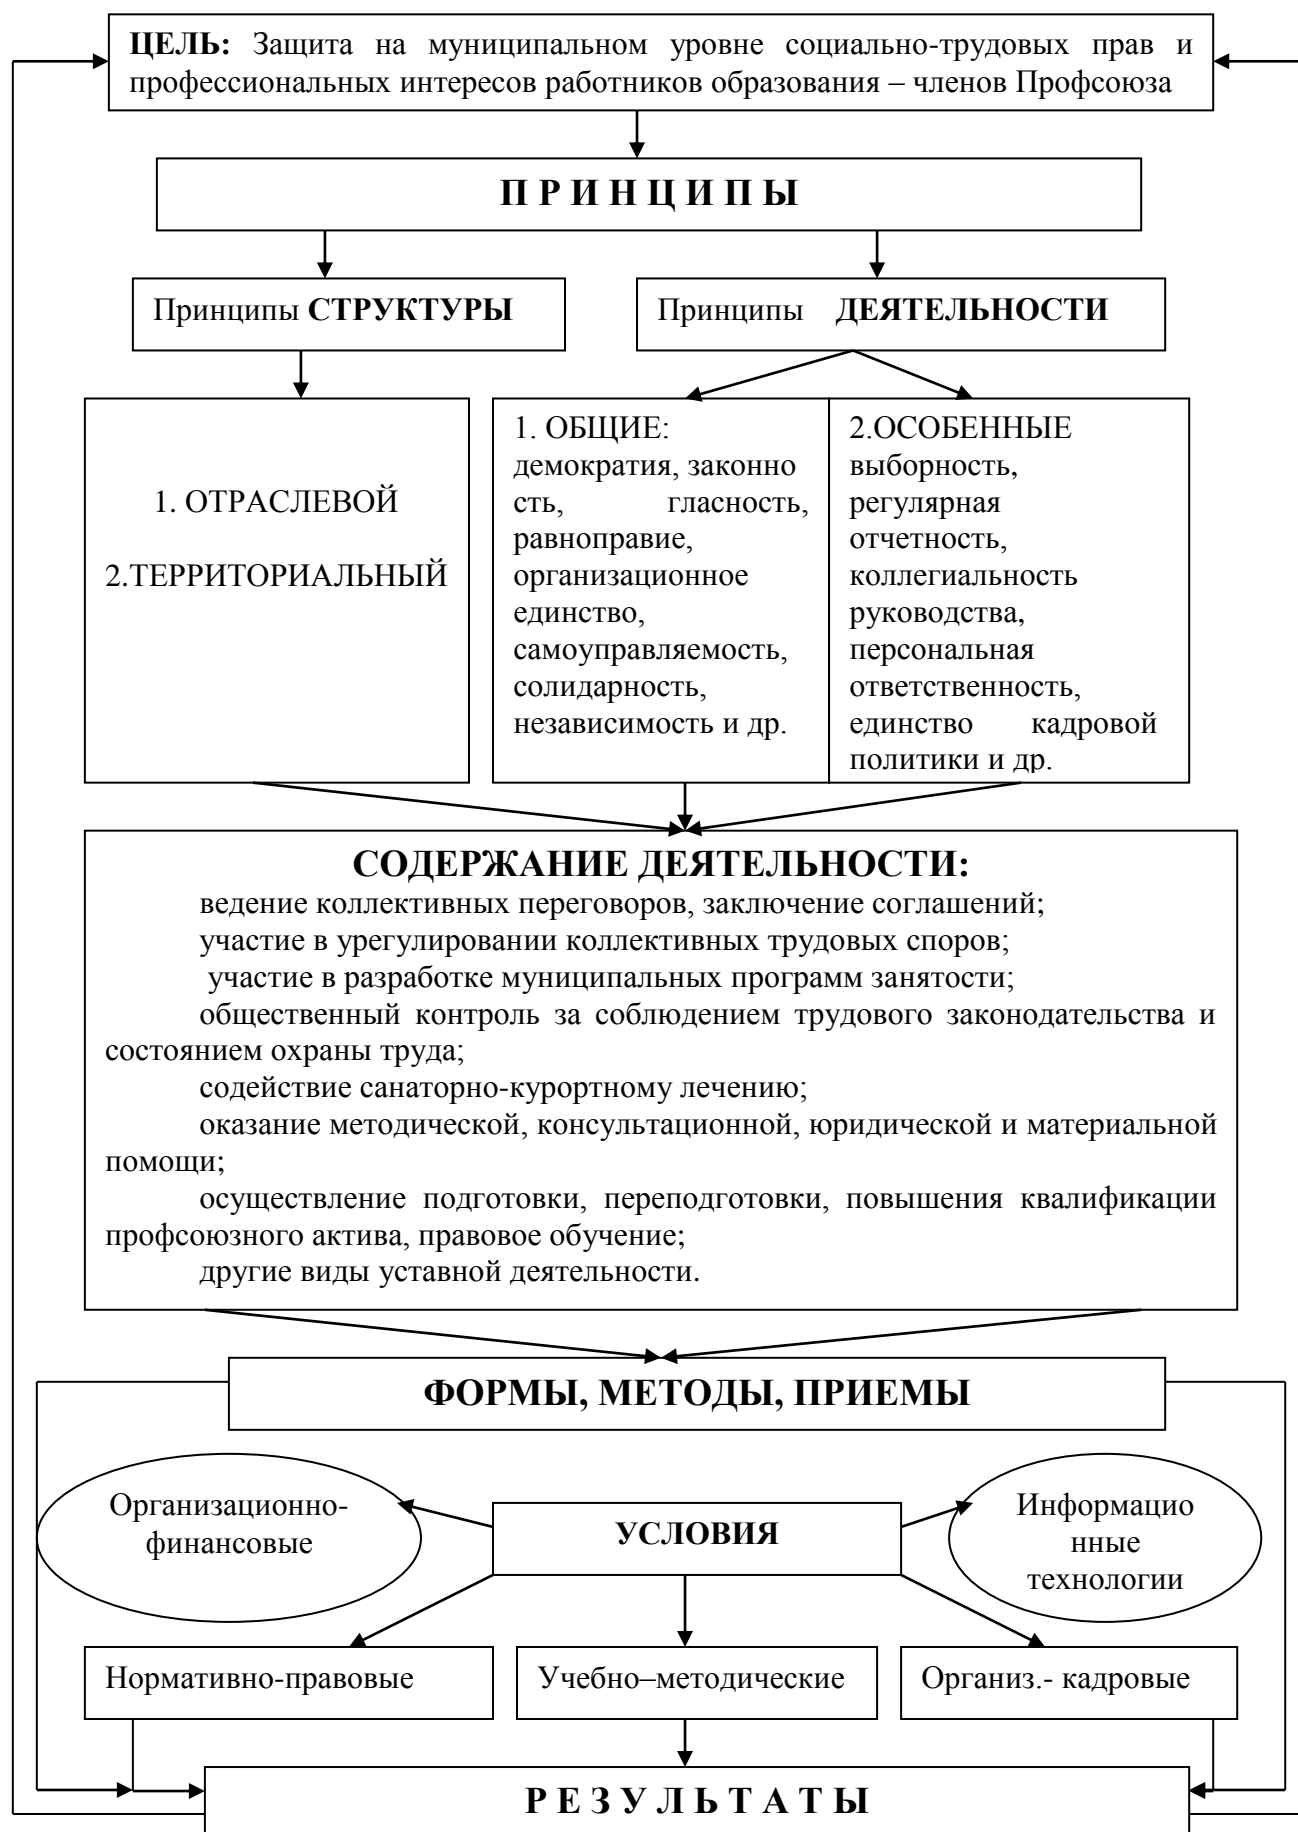 ЦЕЛЬ: Защита на муниципальном уровне социально-трудовых прав и
профессиональных интересов работников образования – членов Профсоюза
П Р И Н Ц И П Ы
Принципы СТРУКТУРЫ
Принципы ДЕЯТЕЛЬНОСТИ
1. ОТРАСЛЕВОЙ
2.ТЕРРИТОРИАЛЬНЫЙ
1. ОБЩИЕ:
демократия, законно
сть, гласность,
равноправие,
организационное
единство,
самоуправляемость,
солидарность,
независимость и др.
2.ОСОБЕННЫЕ
выборность,
регулярная
отчетность,
коллегиальность
руководства,
персональная
ответственность,
единство кадровой
политики и др.
СОДЕРЖАНИЕ ДЕЯТЕЛЬНОСТИ:
ведение коллективных переговоров, заключение соглашений;
участие в урегулировании коллективных трудовых споров;
участие в разработке муниципальных программ занятости;
общественный контроль за соблюдением трудового законодательства и
состоянием охраны труда;
содействие санаторно-курортному лечению;
оказание методической, консультационной, юридической и материальной
помощи;
осуществление подготовки, переподготовки, повышения квалификации
профсоюзного актива, правовое обучение;
другие виды уставной деятельности.
ФОРМЫ, МЕТОДЫ, ПРИЕМЫ
Организационно-
финансовые
УСЛОВИЯ
Информацио
нные
технологии
Нормативно-правовые
Учебно–методические
Организ.- кадровые
Р Е З У Л Ь Т А Т Ы